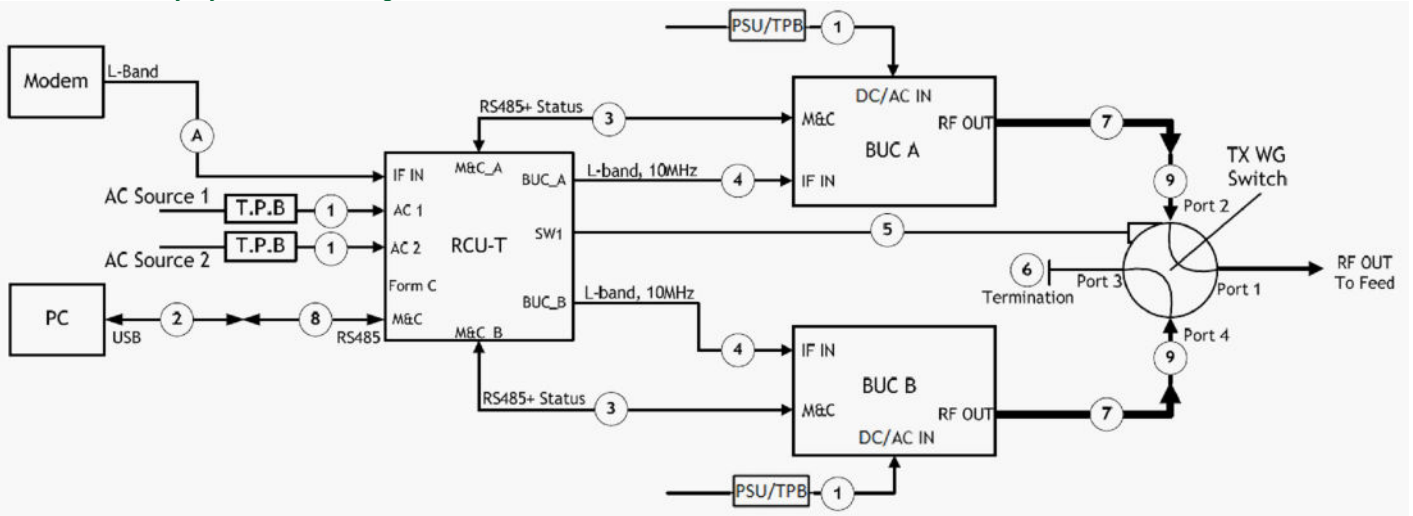 PSU/TPB
1
Modem
L-Band
A
RS485+ Status
3
DC/AC IN
M&C
RF OUT
BUC A
IF IN
7
9
TX WG
Switch
Port 2
IF IN
M&C_A
BUC_A
L-band, 10MHz
4
AC Source 1
T.P.B
1
AC 1
AC Source 2
T.P.B
1
AC 2
RCU-T
SW1
5
6
Termination
Port 3
Port 1
RF OUT
To Feed
Form C
BUC_B
L-band, 10MHz
PC
USB
2
8
RS485
M&C
M&C_B
4
Port 4
9
IF IN
BUC B
M&C
RF OUT
DC/AC IN
7
RS485+ Status
3
PSU/TPB
1